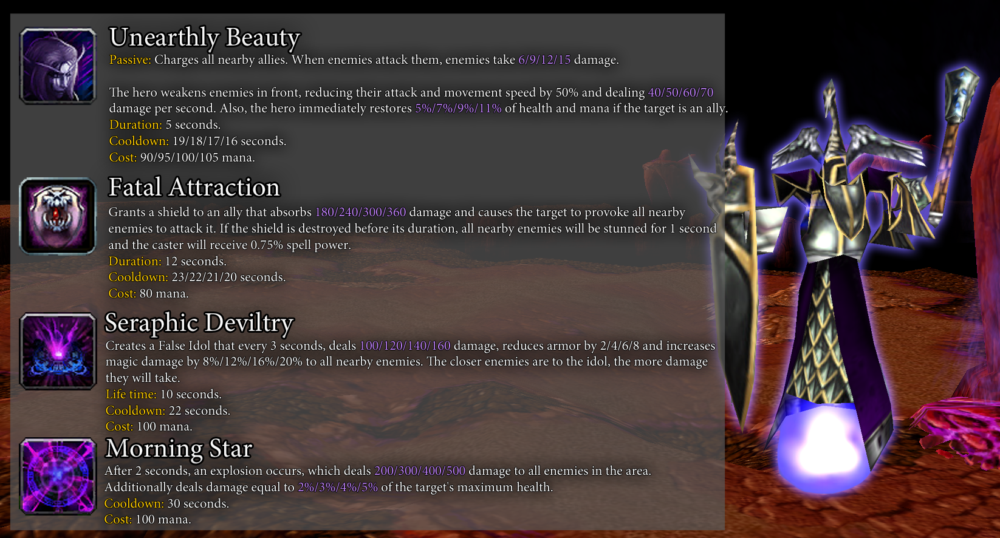 Unearthly Beauty
Passive: Charges all nearby allies. When enemies attack them, enemies take 6/9/12/15 damage.
The hero weakens enemies in front, reducing their attack and movement speed by 50% and dealing 40/50/60/70
damage per second. Also, the hero immediately restores 5%/7%/9%/11% of health and mana if the target is an ally.
Duration: 5 seconds.
Cooldown: 19/18/17/16 seconds.
Cost: 90/95/100/105 mana.
Fatal Attraction
Grants a shield to an ally that absorbs 180/240/300/360 damage and causes the target to provoke all nearby
enemies to attack it. If the shield is destroyed before its duration, all nearby enemies will be stunned for 1 second
and the caster will receive 0.75% spell power.
Duration: 12 seconds.
Cooldown: 23/22/21/20 seconds.
Cost: 80 mana.
Seraphic Deviltry
Creates a False Idol that every 3 seconds, deals 100/120/140/160 damage, reduces armor by 2/4/6/8 and increases
magic damage by 8%/12%/16%/20% to all nearby enemies. The closer enemies are to the idol, the more damage
they will take.
Life time: 10 seconds.
Cooldown: 22 seconds.
Cost: 100 mana.
Morning Star
After 2 seconds, an explosion occurs, which deals 200/300/400/500 damage to all enemies in the area.
Additionally deals damage equal to 2%/3%/4%/5% of the target's maximum health.
Cooldown: 30 seconds.
Cost: 100 mana.